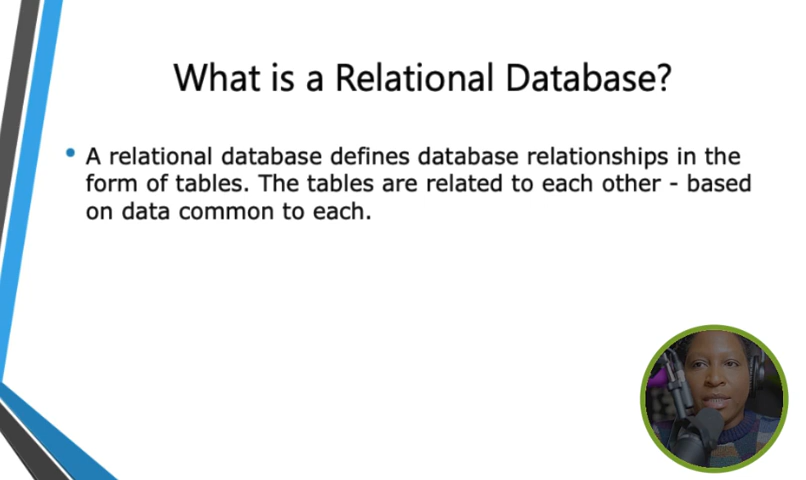 What is a Relational Database?
• A relational database defines database relationships in the
form of tables. The tables are related to each other - based
on data common to each.